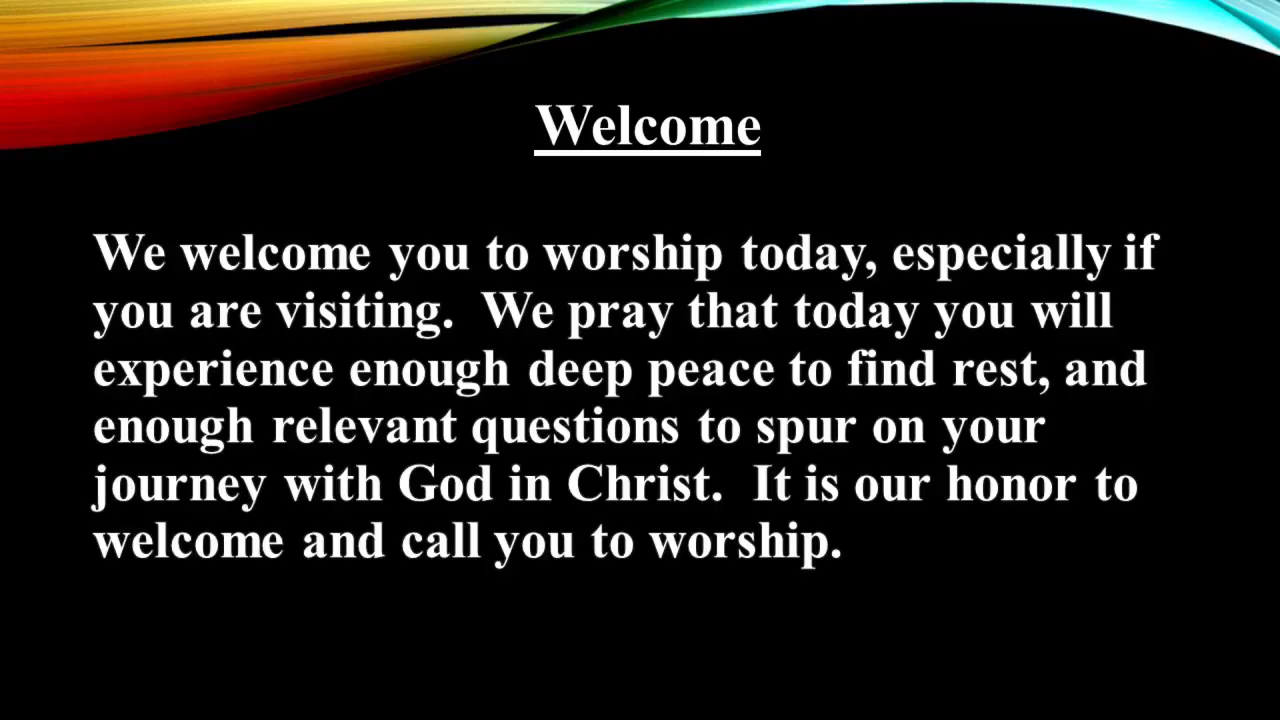 Welcome
We welcome you to worship today, especially if
you are visiting.  We pray that today you will
experience enough deep peace to find rest, and
enough relevant questions to spur on your
journey with God in Christ.  It is our honor to
welcome and call you to worship.